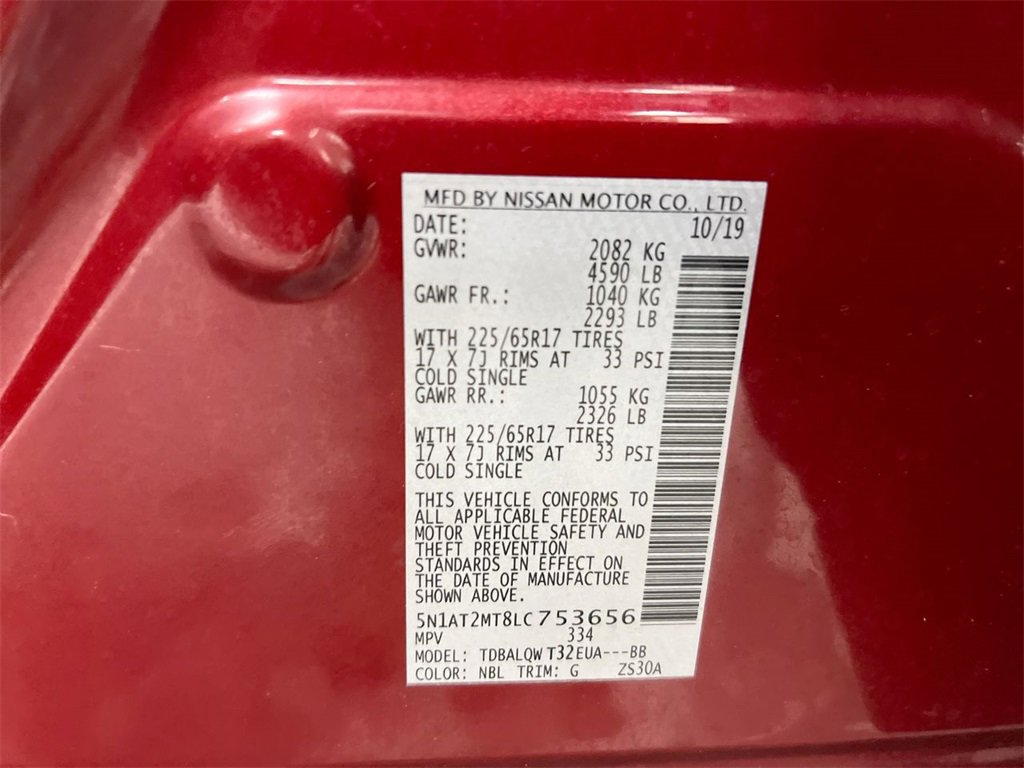 MFD BY NISSAN MOTOR CO., LTD.
DATE: 10/19
GVWR: 2082 KG
4590 LB
GAWR FR.: 1040 KG
2293 LB
WITH 225/65R17 TIRES
17 X 7J RIMS AT 33 PSI
COLD SINGLE
GAWR RR.: 1055 KG
2326 LB
WITH 225/65R17 TIRES
17 X 7J RIMS AT 33 PSI
COLD SINGLE
THIS VEHICLE CONFORMS TO
ALL APPLICABLE FEDERAL
MOTOR VEHICLE SAFETY AND
THEFT PREVENTION
STANDARDS IN EFFECT ON
THE DATE OF MANUFACTURE
SHOWN ABOVE.
5N1AT2MT8LC753656
MPV 334
MODEL: TDBALQW T32EUA---BB
COLOR: NBL TRIM: G ZS30A